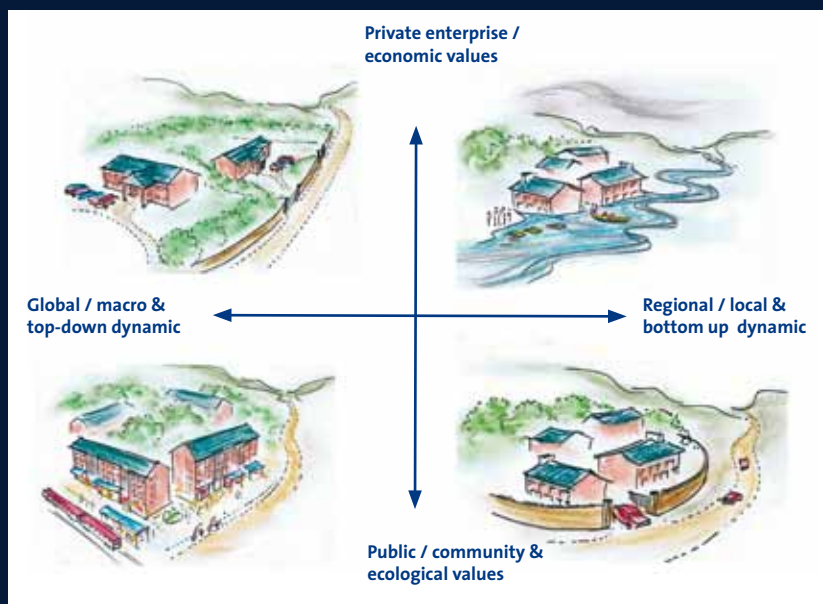 Private enterprise /
economic values
Global / macro &
top-down dynamic
Regional / local &
bottom up dynamic
Public / community &
ecological values